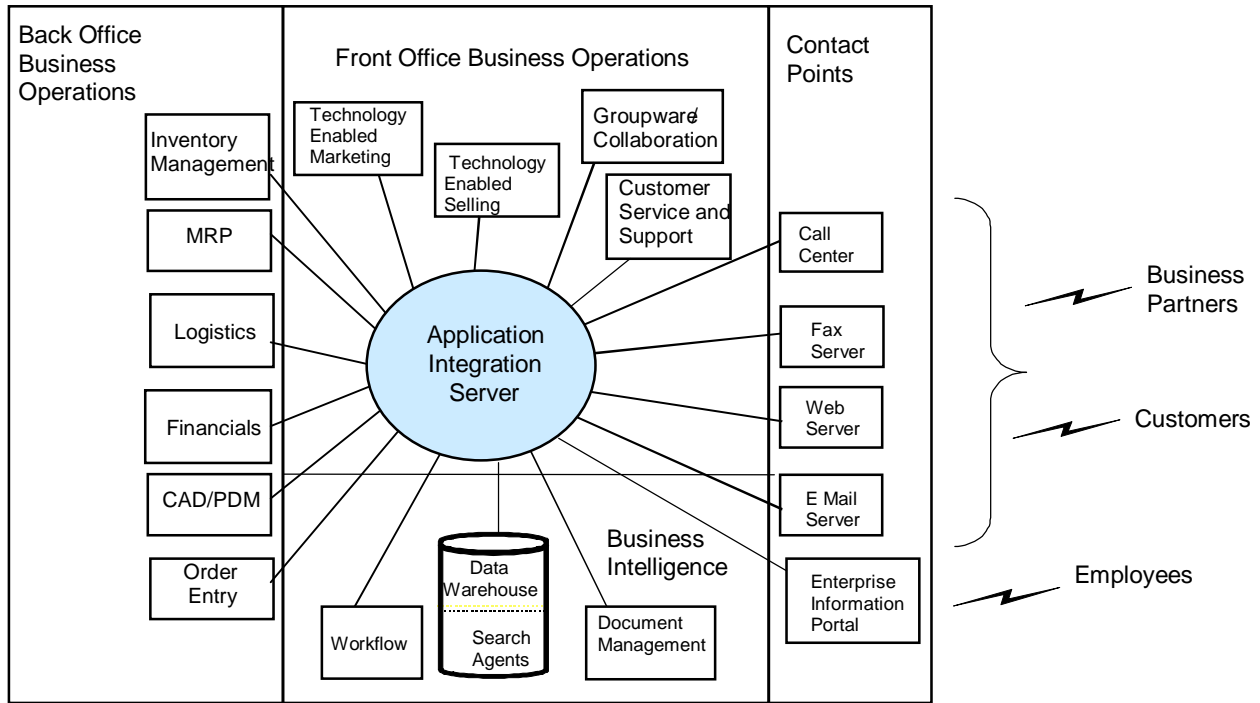 Back Office
Business
Operations
Inventory
Management
MRP
Logistics
Financials
CAD/PDM
Order
Entry
Front Office Business Operations
Technology
Enabled
Marketing
Technology
Enabled
Selling
Groupware/
Collaboration
Customer
Service and
Support
Application
Integration
Server
Business
Intelligence
Workflow
Data
Warehouse
Search
Agents
Document
Management
Contact
Points
Call
Center
Fax
Server
Web
Server
E Mail
Server
Enterprise
Information
Portal
Business
Partners
Customers
Employees